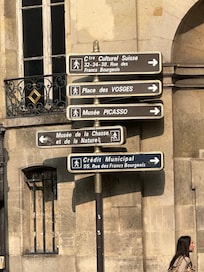 Ctre Culturel Suisse
32-34-38, Rue des
Francs Bourgeois
Place des VOSGES
Musée PICASSO
Musée de la Chasse
et de la Nature
Crédit Municipal
55, Rue des Francs Bourgeois